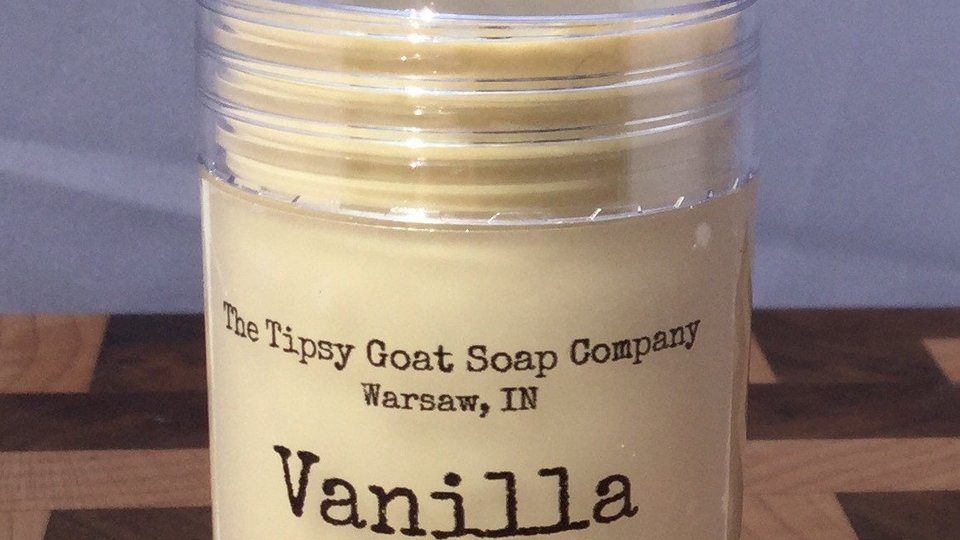 The Tipsy Goat Soap Company
Warsaw, IN
Vanilla